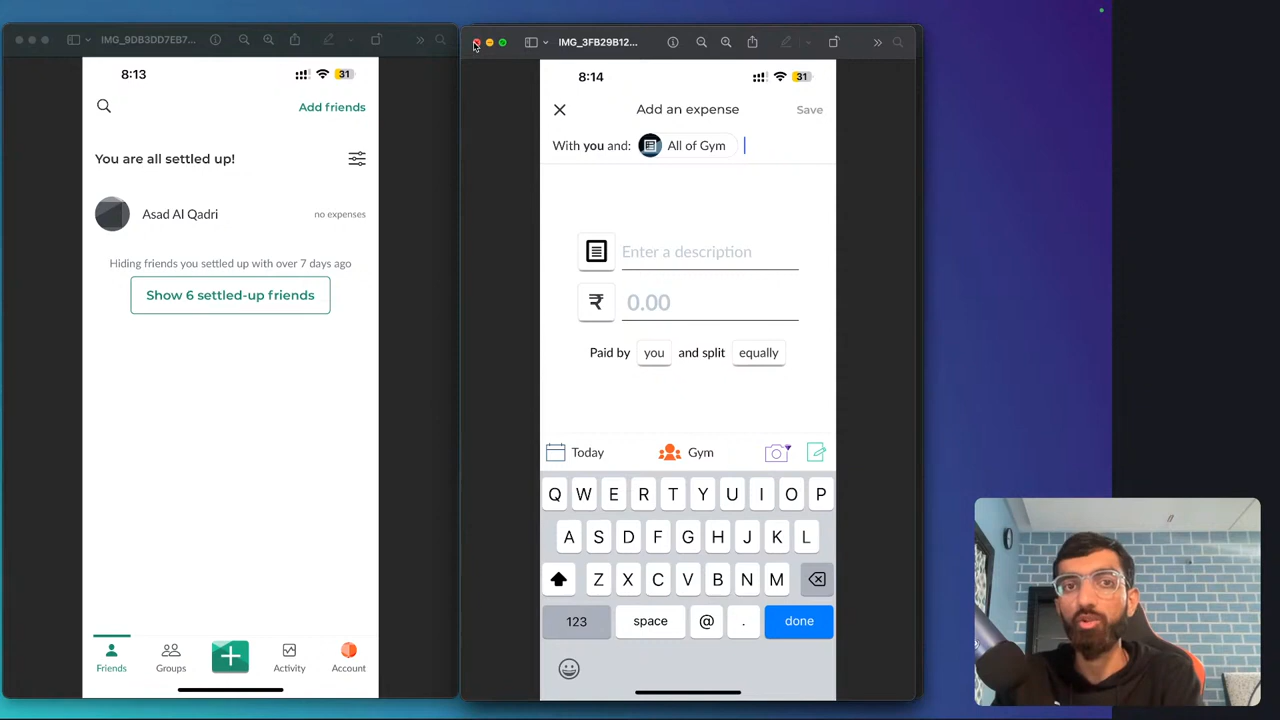 IMG_9DB3DD7EB7...
8:13
31
Add friends
You are all settled up!
Asad Al Qadri
no expenses
Hiding friends you settled up with over 7 days ago
Show 6 settled-up friends
Friends
Groups
Activity
Account
IMG_3FB29B12...
8:14
31
Add an expense
Save
With you and:
All of Gym
Enter a description
₹
0.00
Paid by you and split equally
Today
Gym
Q W E R T Y U I O P
A S D F G H J K L
Z X C V B N M
123
space
@
.
done